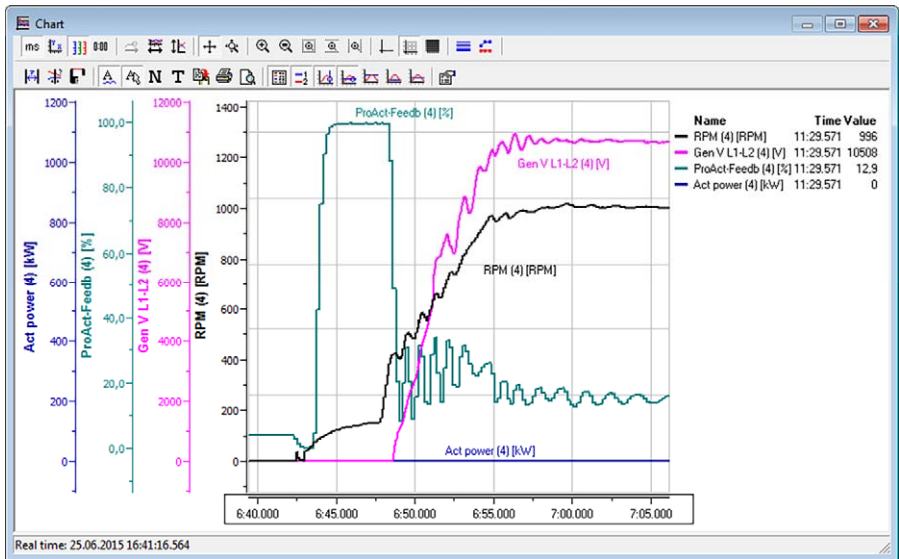 Chart
ms
0:00
N T
1200 12000 1400
100,0
ProAct-Feedb (4) [%]
Name Time Value
RPM (4) [RPM] 11:29.571 996
Gen V L1-L2 (4) [V] 11:29.571 10508
ProAct-Feedb (4) [%] 11:29.571 12,9
Act power (4) [kW] 11:29.571 0
1000 10000 1200
Gen V L1-L2 (4) [V]
80,0
800 8000 1000
60,0
800
RPM (4) [RPM]
600 6000 600
40,0
400 4000 400
20,0
200 2000 200
0,0
Act power (4) [kW]
0 0 0
Act power (4) [kW]
ProAct-Feedb (4) [%]
Gen V L1-L2 (4) [V]
RPM (4) [RPM]
6:40.000 6:45.000 6:50.000 6:55.000 7:00.000 7:05.000
Real time: 25.06.2015 16:41:16.564